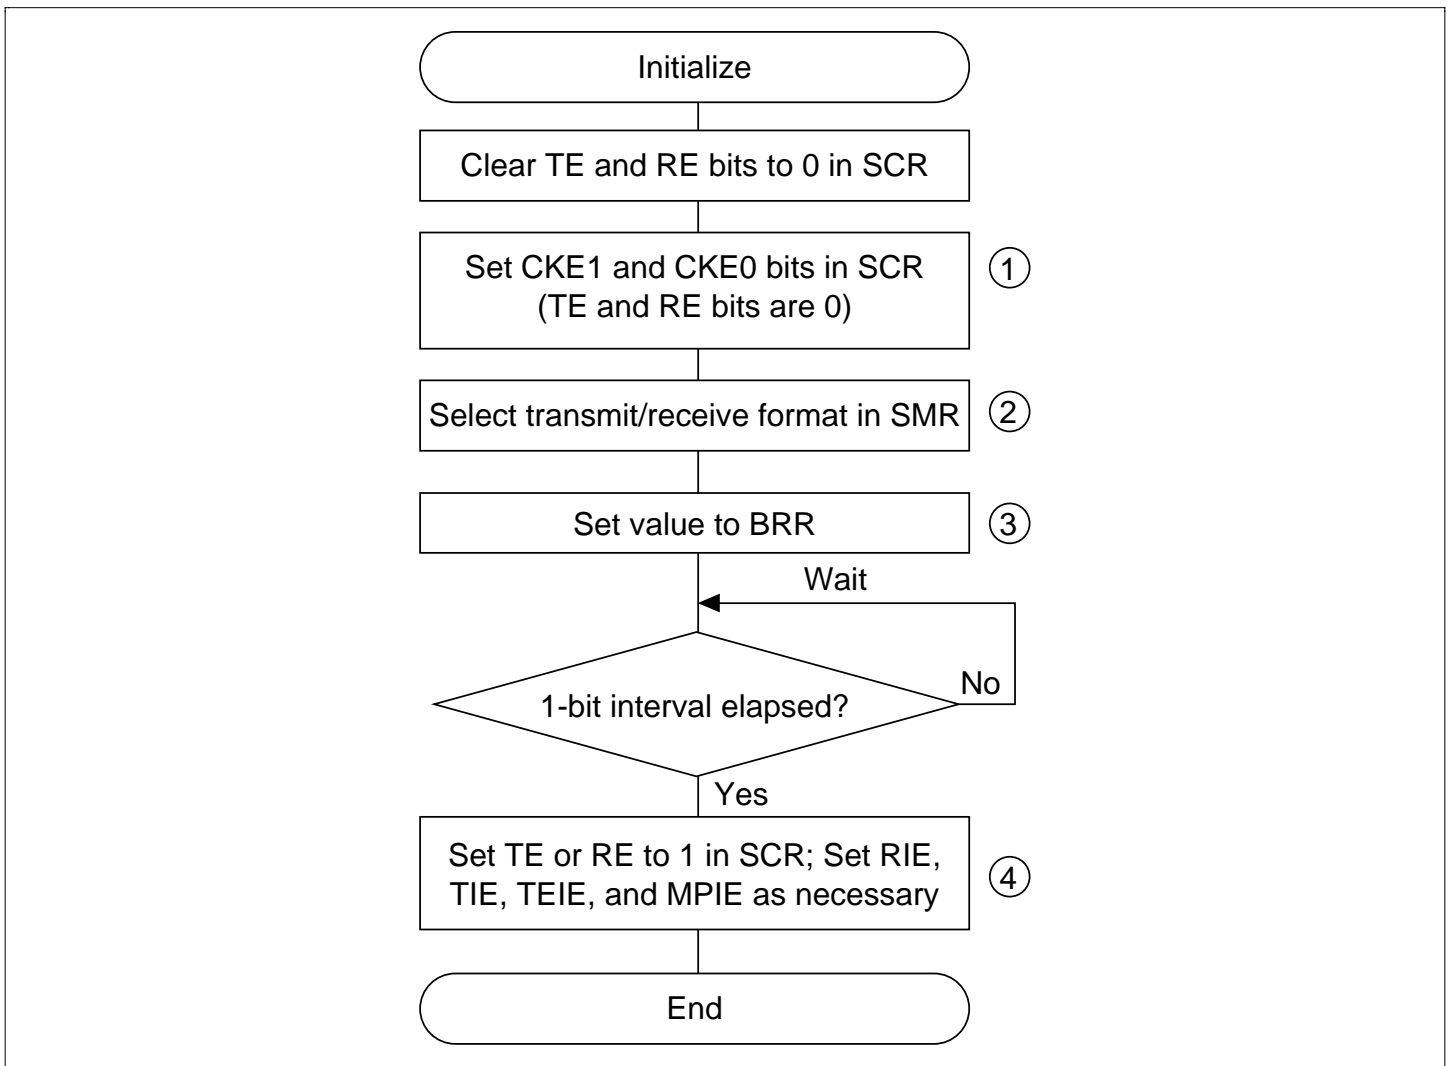 Initialize
Clear TE and RE bits to 0 in SCR
Set CKE1 and CKE0 bits in SCR
(TE and RE bits are 0)
1
Select transmit/receive format in SMR
2
Set value to BRR
3
Wait
No
1-bit interval elapsed?
Yes
Set TE or RE to 1 in SCR; Set RIE,
TIE, TEIE, and MPIE as necessary
4
End